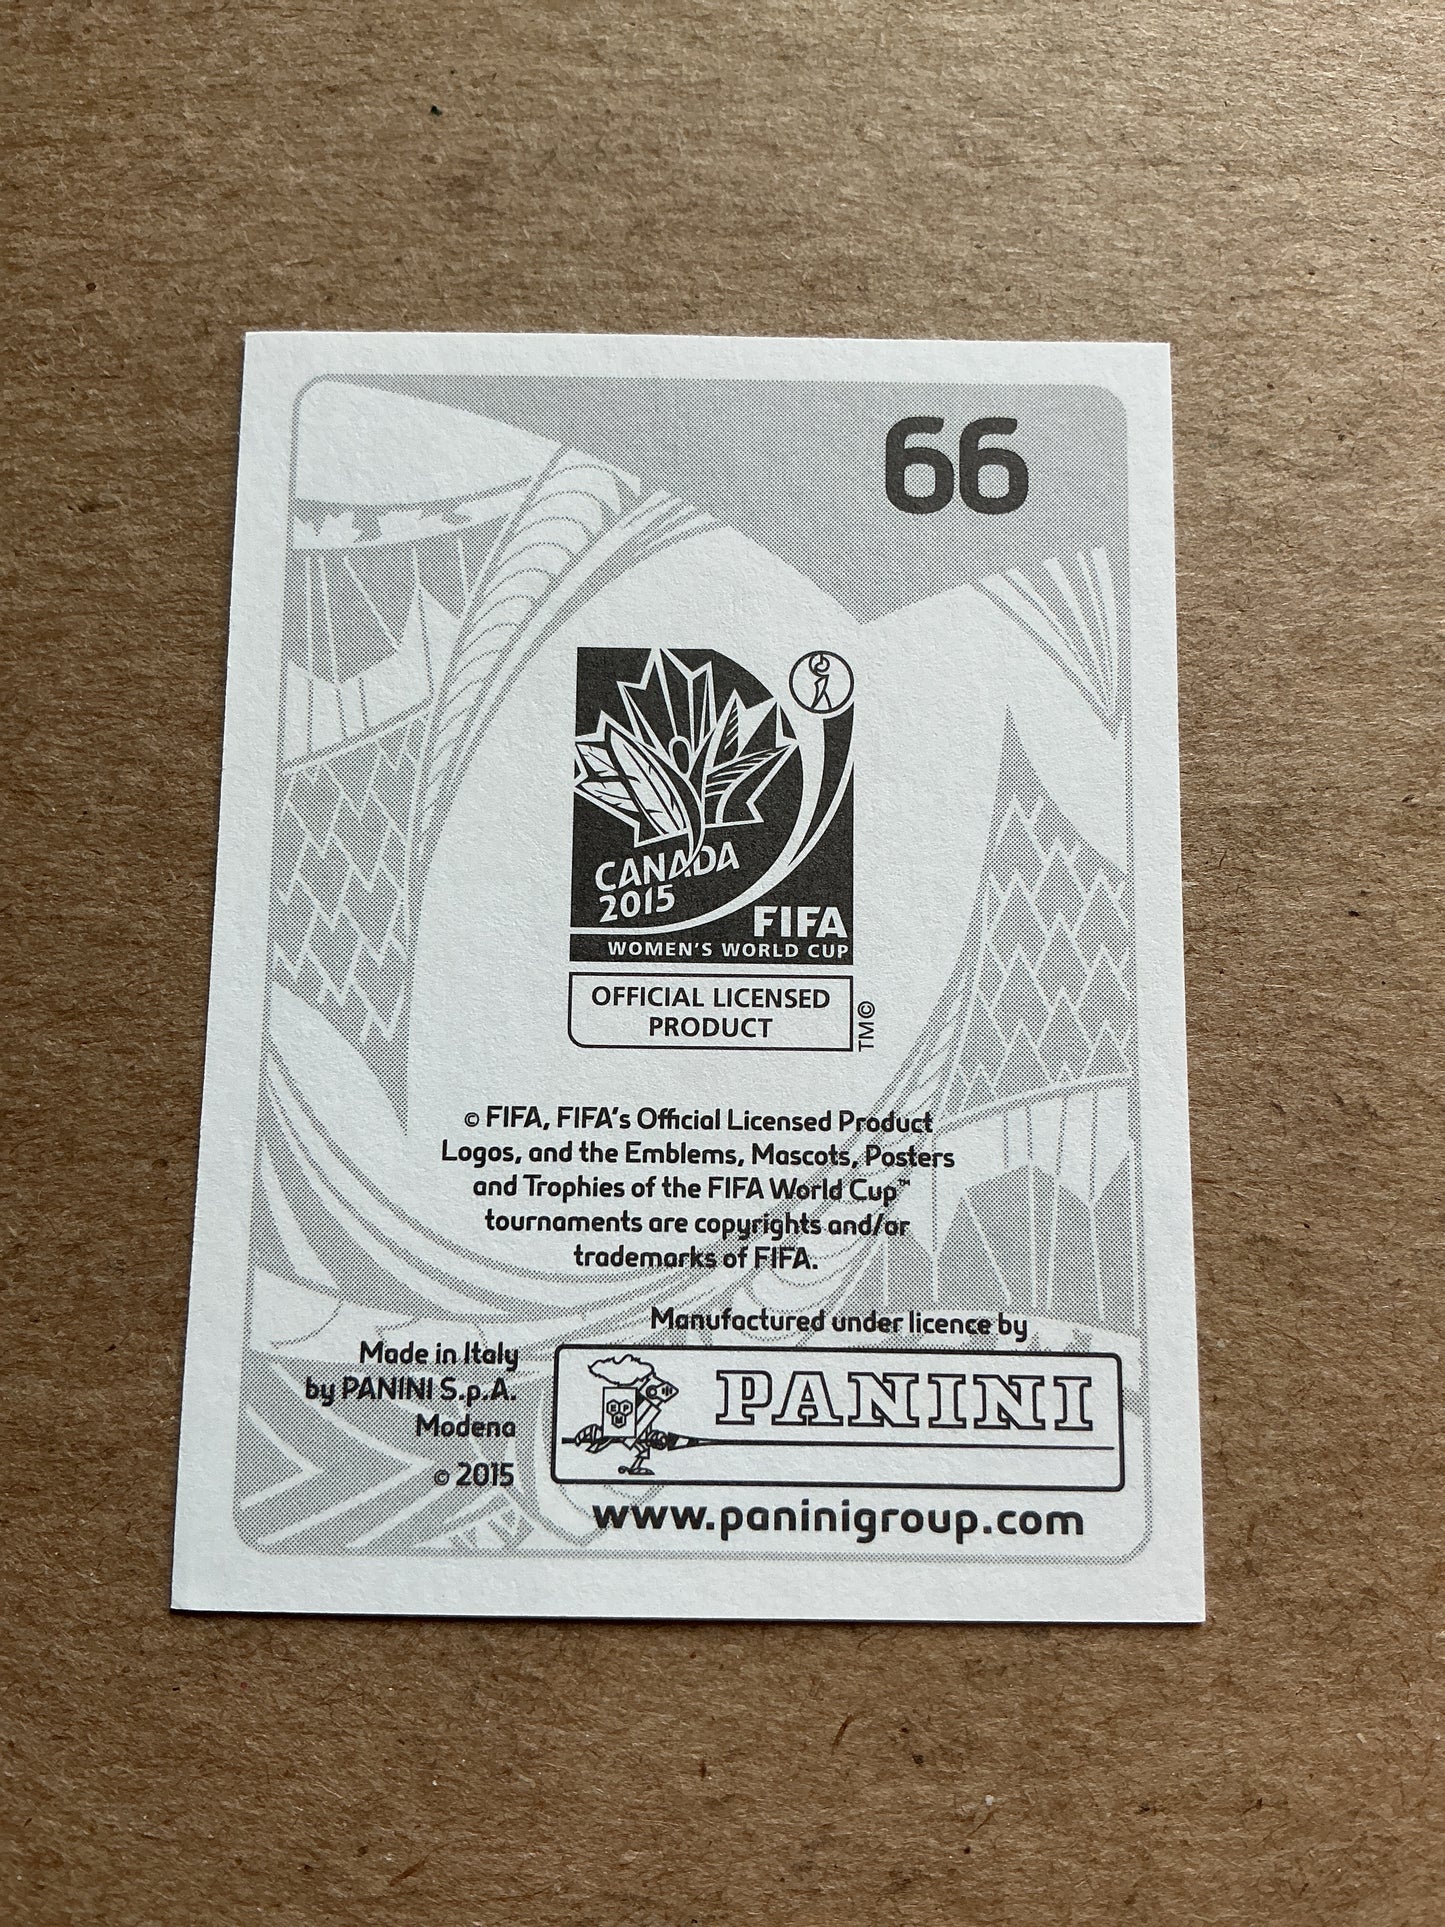 66
CANADA
2015
FIFA
WOMEN'S WORLD CUP
OFFICIAL LICENSED
PRODUCT
TM©
© FIFA, FIFA's Official Licensed Product
Logos, and the Emblems, Mascots, Posters
and Trophies of the FIFA World Cup™
tournaments are copyrights and/or
trademarks of FIFA.
Manufactured under licence by
Made in Italy
by PANINI S.p.A.
Modena
© 2015
PANINI
www.paninigroup.com